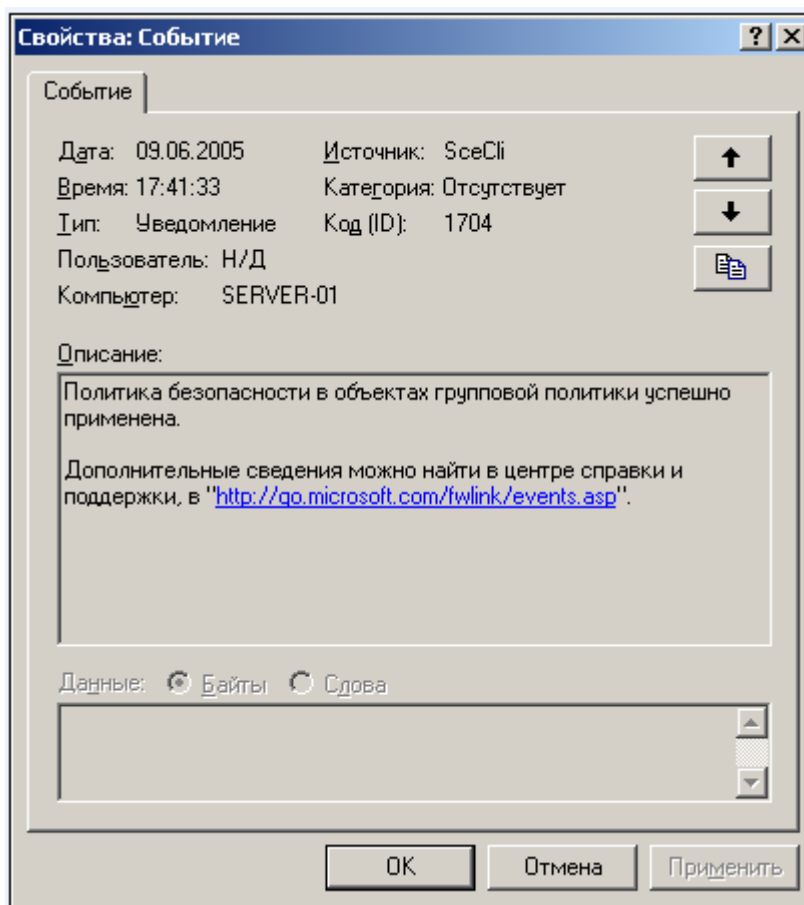 Свойства: Событие
Событие
Дата: 09.06.2005 Источник: SceCli
Время: 17:41:33 Категория: Отсутствует
Тип: Уведомление Код (ID): 1704
Пользователь: Н/Д
Компьютер: SERVER-01
Описание:
Политика безопасности в объектах групповой политики успешно
применена.
Дополнительные сведения можно найти в центре справки и
поддержки, в "http://go.microsoft.com/fwlink/events.asp".
Данные: Байты Слова
ОК Отмена Применить